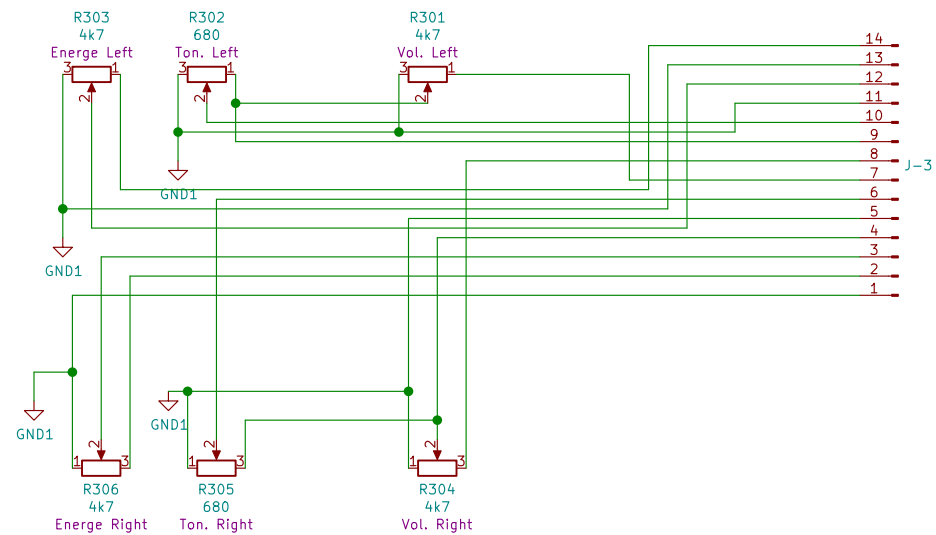 R303
4k7
Energe Left
3
1
2
R302
680
Ton. Left
3
1
2
R301
4k7
Vol. Left
3
1
2
14
13
12
11
10
9
8
7
6
5
4
3
2
1
J-3
GND1
GND1
GND1
GND1
2
1
3
R306
4k7
Energe Right
2
1
3
R305
680
Ton. Right
2
1
3
R304
4k7
Vol. Right